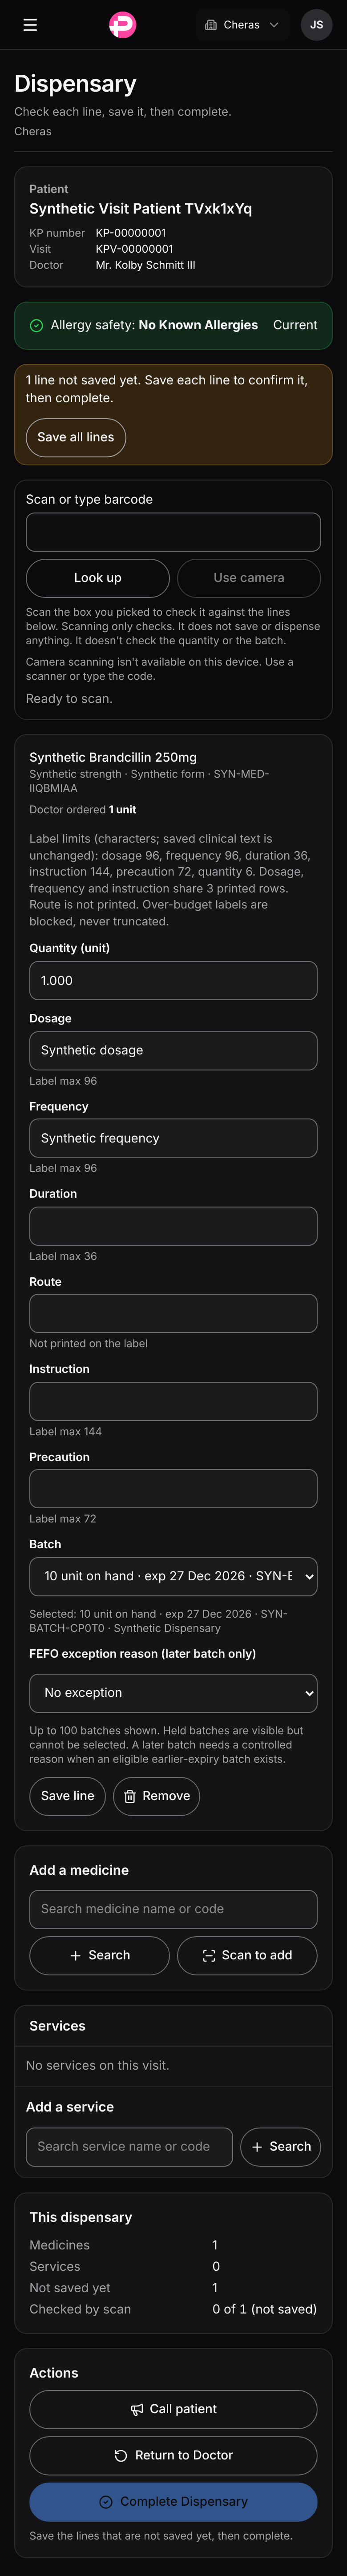 Cheras
JS
Dispensary
Check each line, save it, then complete.
Cheras
Patient
Synthetic Visit Patient TVxk1xYq
KP number KP-00000001
Visit KPV-00000001
Doctor Mr. Kolby Schmitt III
Allergy safety: No Known Allergies Current
1 line not saved yet. Save each line to confirm it,
then complete.
Save all lines
Scan or type barcode
Look up
Use camera
Scan the box you picked to check it against the lines
below. Scanning only checks. It does not save or dispense
anything. It doesn't check the quantity or the batch.
Camera scanning isn't available on this device. Use a
scanner or type the code.
Ready to scan.
Synthetic Brandcillin 250mg
Synthetic strength · Synthetic form · SYN-MED-
IIQBMIAA
Doctor ordered 1 unit
Label limits (characters; saved clinical text is
unchanged): dosage 96, frequency 96, duration 36,
instruction 144, precaution 72, quantity 6. Dosage,
frequency and instruction share 3 printed rows.
Route is not printed. Over-budget labels are
blocked, never truncated.
Quantity (unit)
1.000
Dosage
Synthetic dosage
Label max 96
Frequency
Synthetic frequency
Label max 96
Duration
Label max 36
Route
Not printed on the label
Instruction
Label max 144
Precaution
Label max 72
Batch
10 unit on hand · exp 27 Dec 2026 · SYN-E
Selected: 10 unit on hand · exp 27 Dec 2026 · SYN-
BATCH-CP0T0 · Synthetic Dispensary
FEFO exception reason (later batch only)
No exception
Up to 100 batches shown. Held batches are visible but
cannot be selected. A later batch needs a controlled
reason when an eligible earlier-expiry batch exists.
Save line
Remove
Add a medicine
Search medicine name or code
Search
Scan to add
Services
No services on this visit.
Add a service
Search service name or code
Search
This dispensary
Medicines 1
Services 0
Not saved yet 1
Checked by scan 0 of 1 (not saved)
Actions
Call patient
Return to Doctor
Complete Dispensary
Save the lines that are not saved yet, then complete.